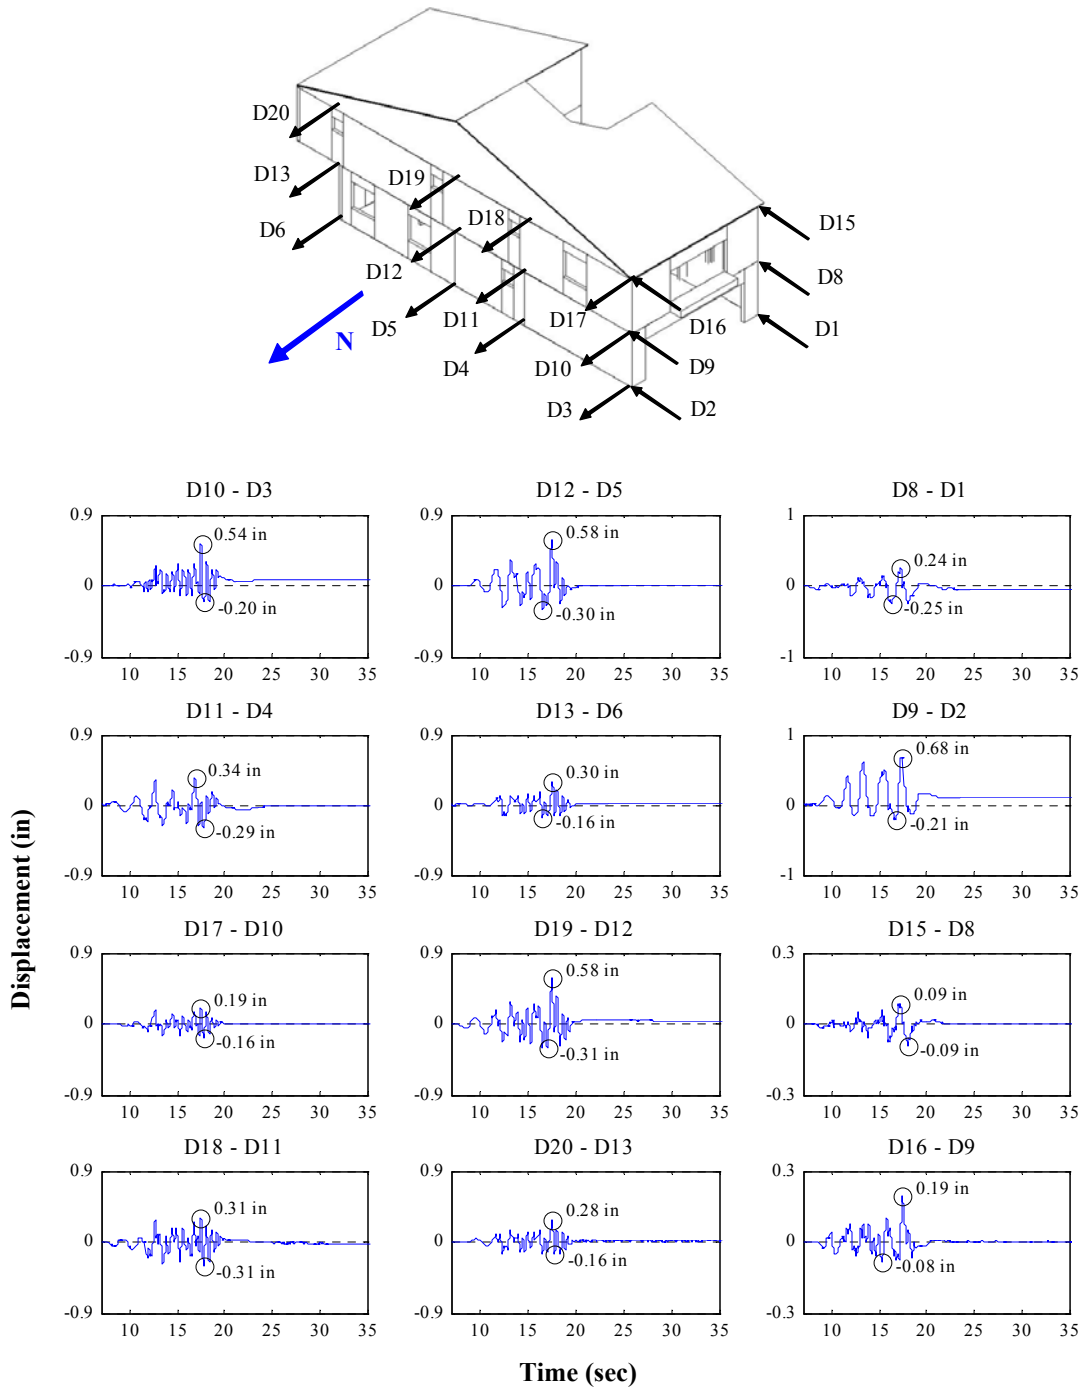 D20
D13
D19
D6
D18
D15
D12
D8
D5
D11
D17
D16
D1
N
D4
D10
D9
D3
D2
D10 - D3
D12 - D5
D8 - D1
0.9
0
-0.9
0.54 in
-0.20 in
10 15 20 25 30 35
0.9
0
-0.9
0.58 in
-0.30 in
10 15 20 25 30 35
1
0
-1
0.24 in
-0.25 in
10 15 20 25 30 35
D11 - D4
D13 - D6
D9 - D2
0.9
0
-0.9
0.34 in
-0.29 in
10 15 20 25 30 35
0.9
0
-0.9
0.30 in
-0.16 in
10 15 20 25 30 35
1
0
-1
0.68 in
-0.21 in
10 15 20 25 30 35
Displacement (in)
D17 - D10
D19 - D12
D15 - D8
0.9
0
-0.9
0.19 in
-0.16 in
10 15 20 25 30 35
0.9
0
-0.9
0.58 in
-0.31 in
10 15 20 25 30 35
0.3
0
-0.3
0.09 in
-0.09 in
10 15 20 25 30 35
D18 - D11
D20 - D13
D16 - D9
0.9
0
-0.9
0.31 in
-0.31 in
10 15 20 25 30 35
0.9
0
-0.9
0.28 in
-0.16 in
10 15 20 25 30 35
0.3
0
-0.3
0.19 in
-0.08 in
10 15 20 25 30 35
Time (sec)